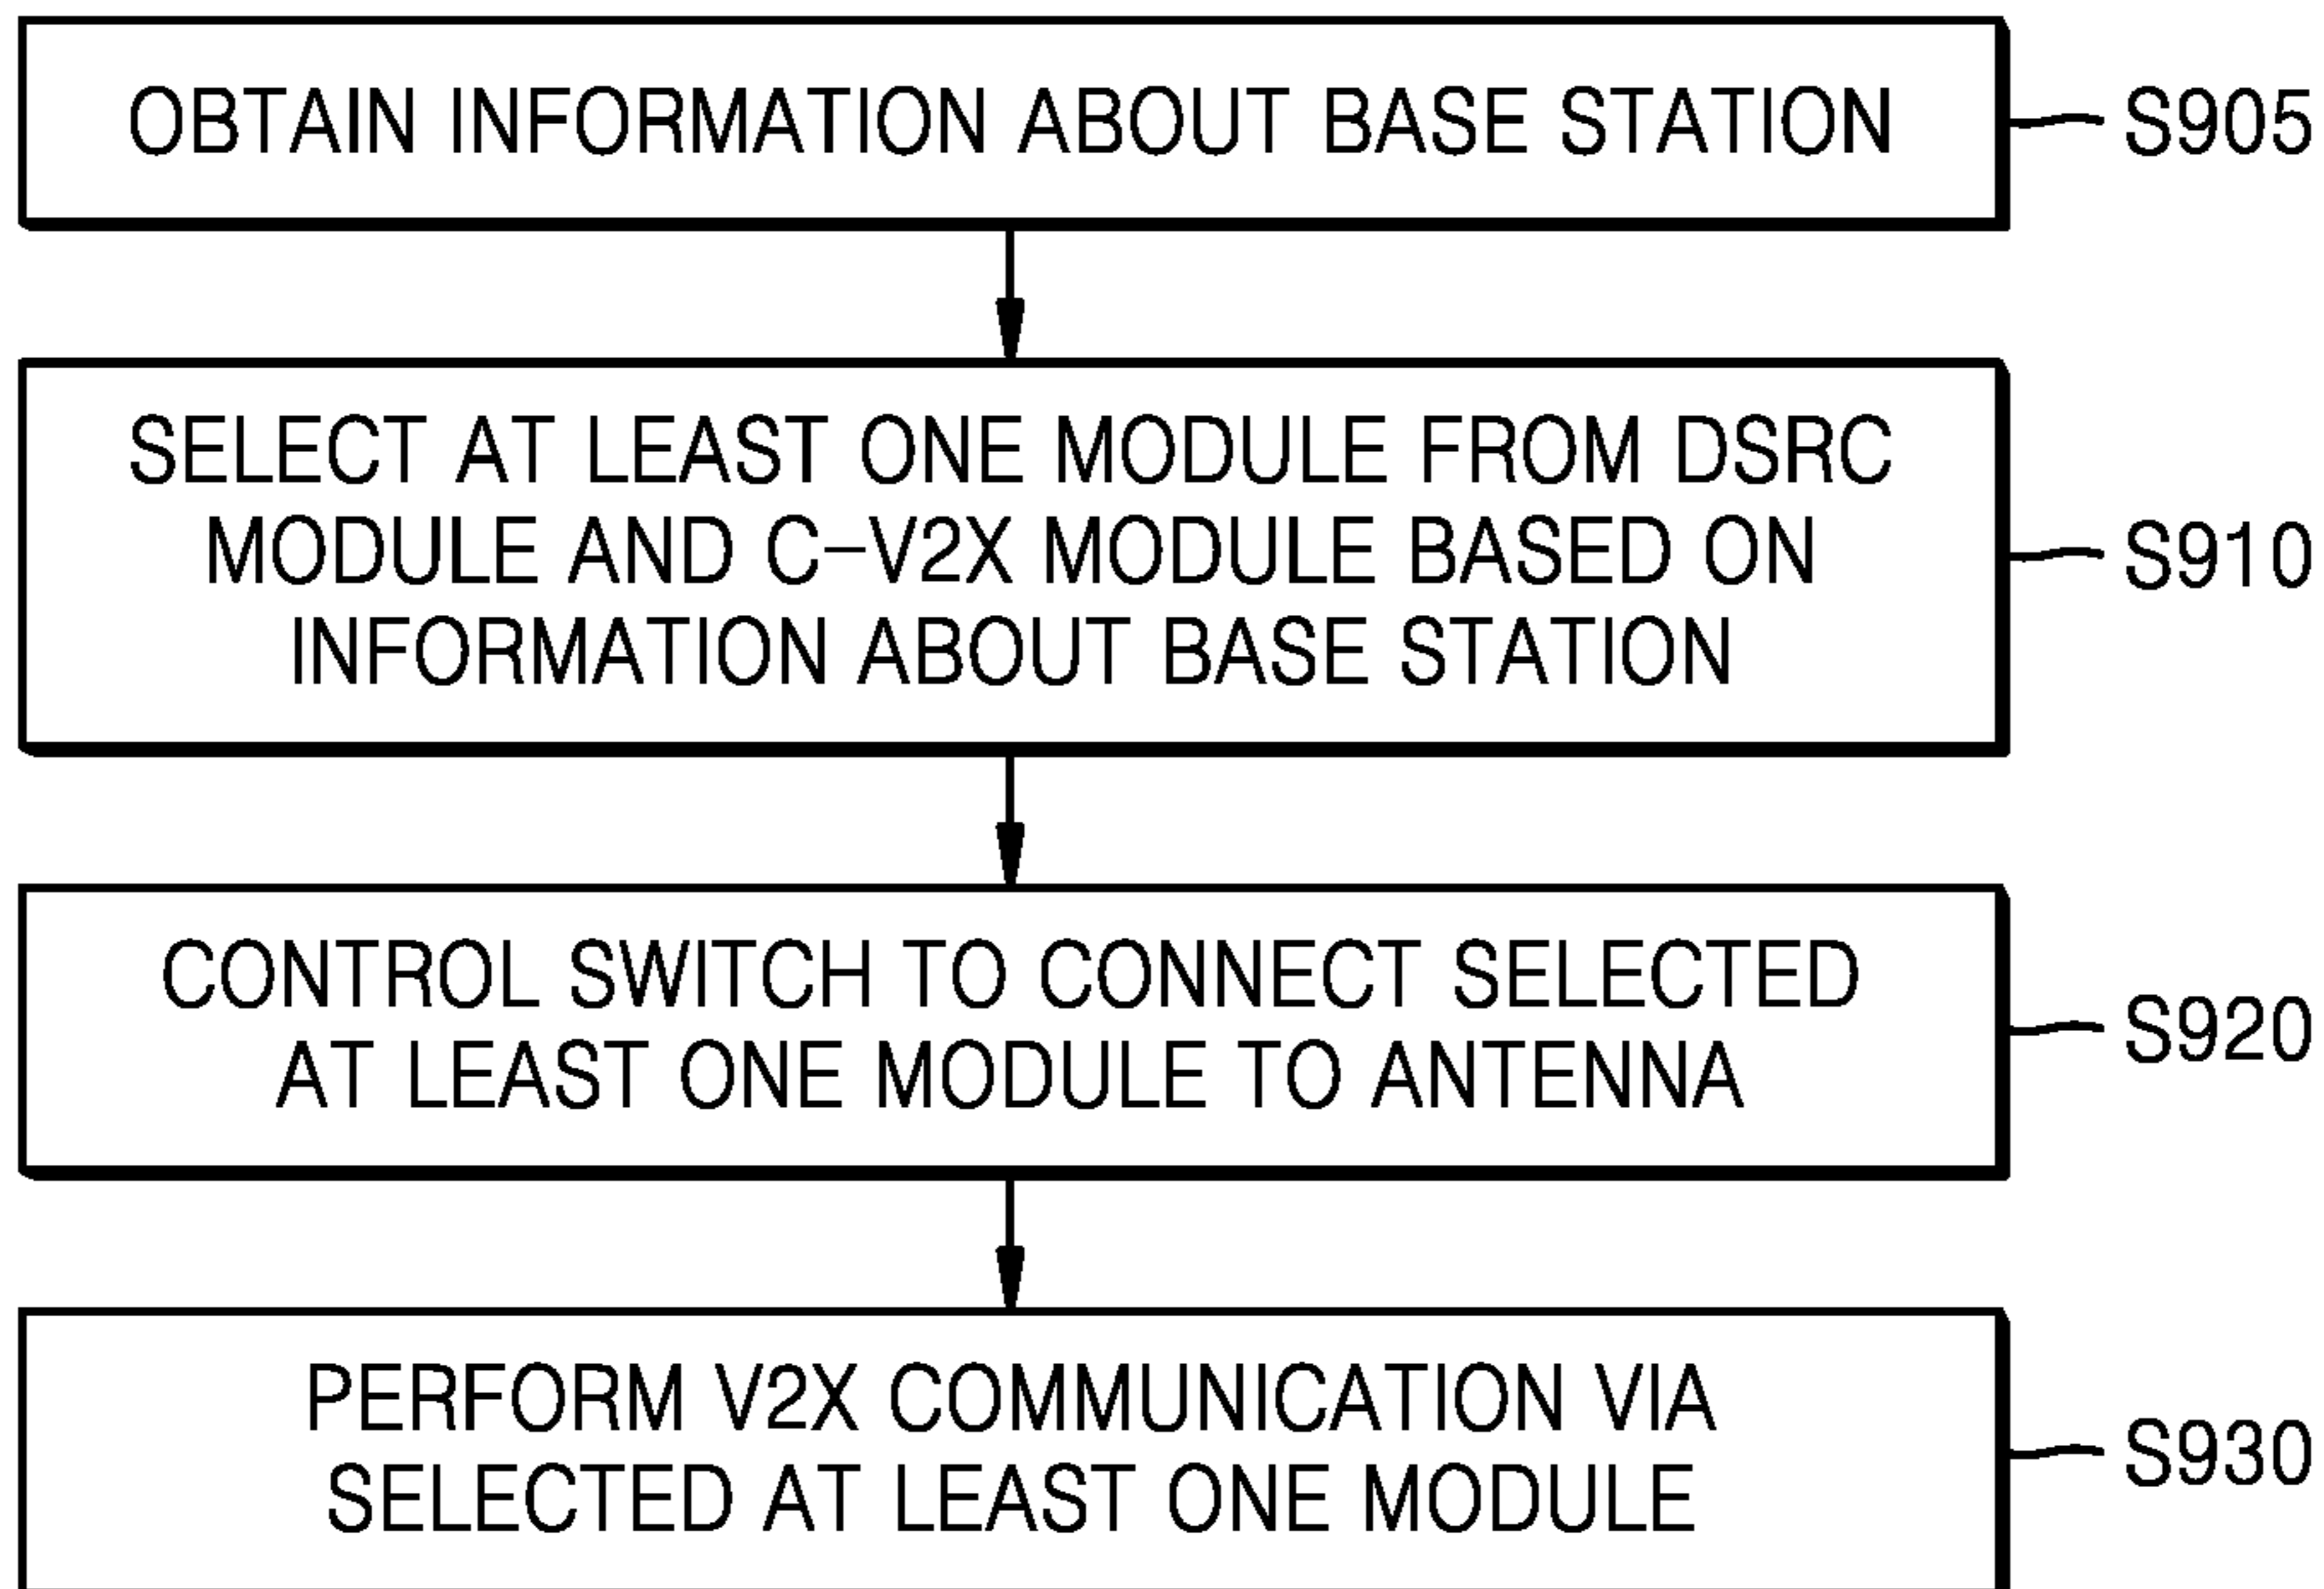 OBTAIN INFORMATION ABOUT BASE STATION
S905
SELECT AT LEAST ONE MODULE FROM DSRC
MODULE AND C-V2X MODULE BASED ON
INFORMATION ABOUT BASE STATION
S910
CONTROL SWITCH TO CONNECT SELECTED
AT LEAST ONE MODULE TO ANTENNA
S920
PERFORM V2X COMMUNICATION VIA
SELECTED AT LEAST ONE MODULE
S930